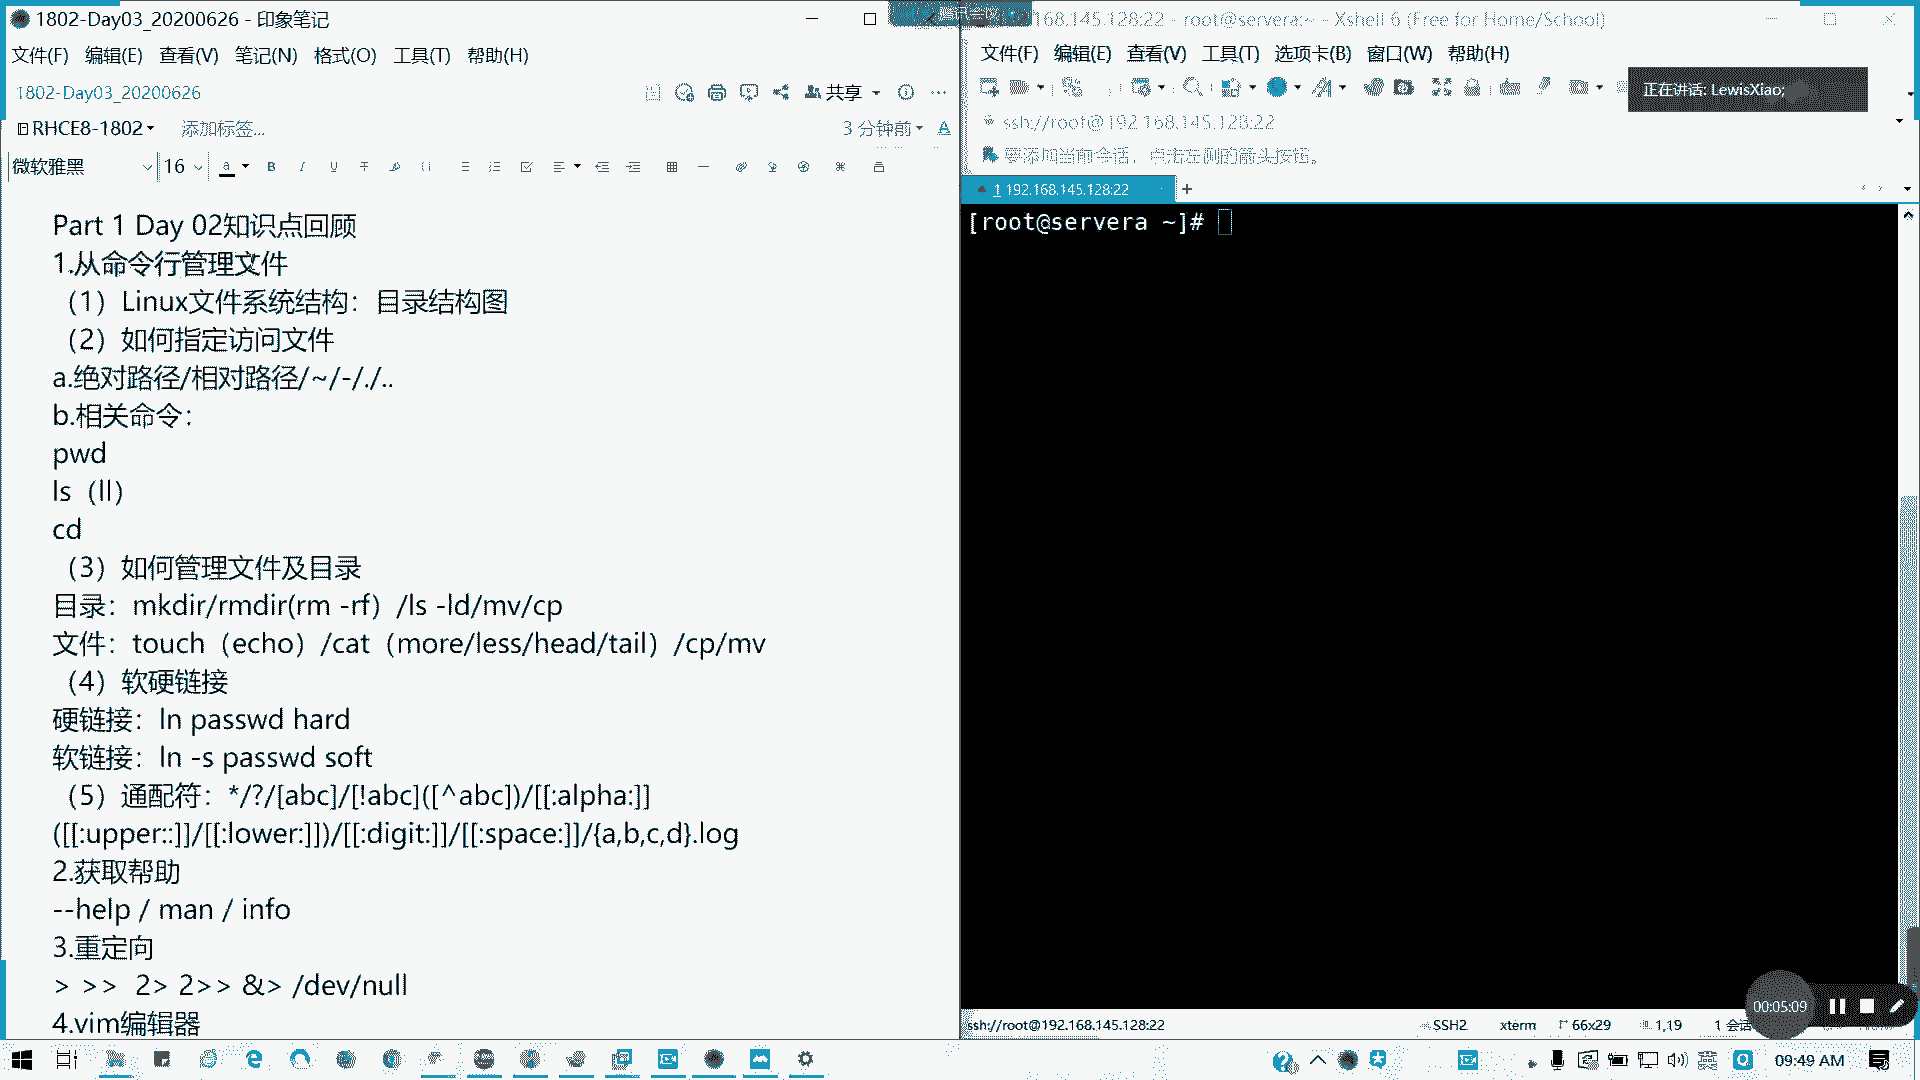 1802-Day03_20200626 - 印象笔记
文件(F) 编辑(E) 查看(V) 笔记(N) 格式(O) 工具(T) 帮助(H)
1802-Day03_20200626
共享
RHCE8-1802
添加标签...
3 分钟前
微软雅黑
16
Part 1 Day 02知识点回顾
1.从命令行管理文件
（1）Linux文件系统结构：目录结构图
（2）如何指定访问文件
a.绝对路径/相对路径/~/-/./..
b.相关命令：
pwd
ls（ll）
cd
（3）如何管理文件及目录
目录：mkdir/rmdir(rm -rf）/ls -ld/mv/cp
文件：touch（echo）/cat（more/less/head/tail）/cp/mv
（4）软硬链接
硬链接：ln passwd hard
软链接：ln -s passwd soft
（5）通配符：*/?/[abc]/[!abc]([^abc])/[[:alpha:]]
([[:upper::]]/[[:lower:]])/[[:digit:]]/[[:space:]]/{a,b,c,d}.log
2.获取帮助
--help / man / info
3.重定向
> >>  2> 2>> &> /dev/null
4.vim编辑器
168.145.128:22 - root@servera:~ - Xshell 6 (Free for Home/School)
文件(F) 编辑(E) 查看(V) 工具(T) 选项卡(B) 窗口(W) 帮助(H)
正在讲话: LewisXiao;
ssh://root@192.168.145.128:22
要添加当前会话，点击左侧的箭头按钮。
1 192.168.145.128:22
[root@servera ~]#
00:05:09
ssh://root@192.168.145.128:22
SSH2
xterm
66x29
1,19
1 会话
09:49 AM